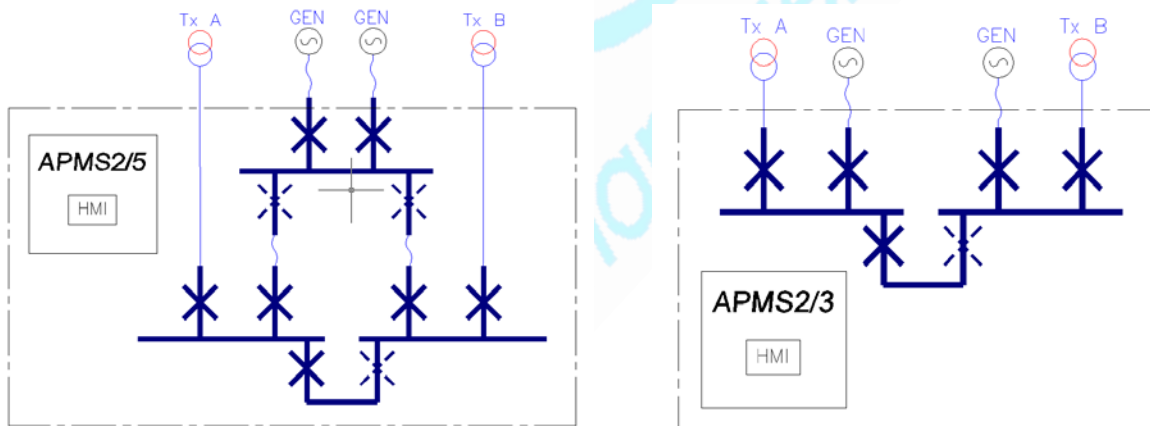 Tx A
GEN
GEN
Tx B
APMS2/5
HMI
Tx A
GEN
GEN
Tx B
APMS2/3
HMI